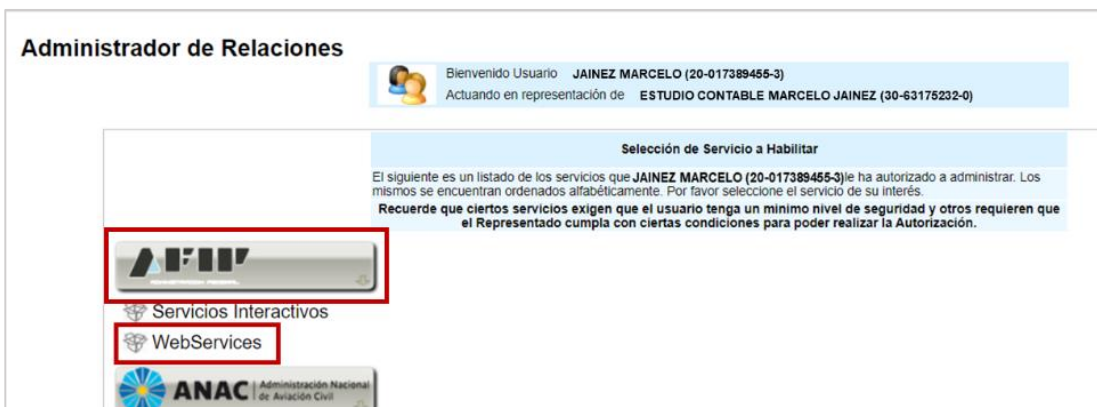 Administrador de Relaciones
Bienvenido Usuario JAINEZ MARCELO (20-017389455-3)
Actuando en representación de ESTUDIO CONTABLE MARCELO JAINEZ (30-63175232-0)
Selección de Servicio a Habilitar
El siguiente es un listado de los servicios que JAINEZ MARCELO (20-017389455-3)le ha autorizado a administrar. Los
mismos se encuentran ordenados alfabéticamente. Por favor seleccione el servicio de su interés.
Recuerde que ciertos servicios exigen que el usuario tenga un minimo nivel de seguridad y otros requieren que
el Representado cumpla con ciertas condiciones para poder realizar la Autorización.
AFIP
Servicios Interactivos
WebServices
ANAC Administración Nacional
de Aviación Civil